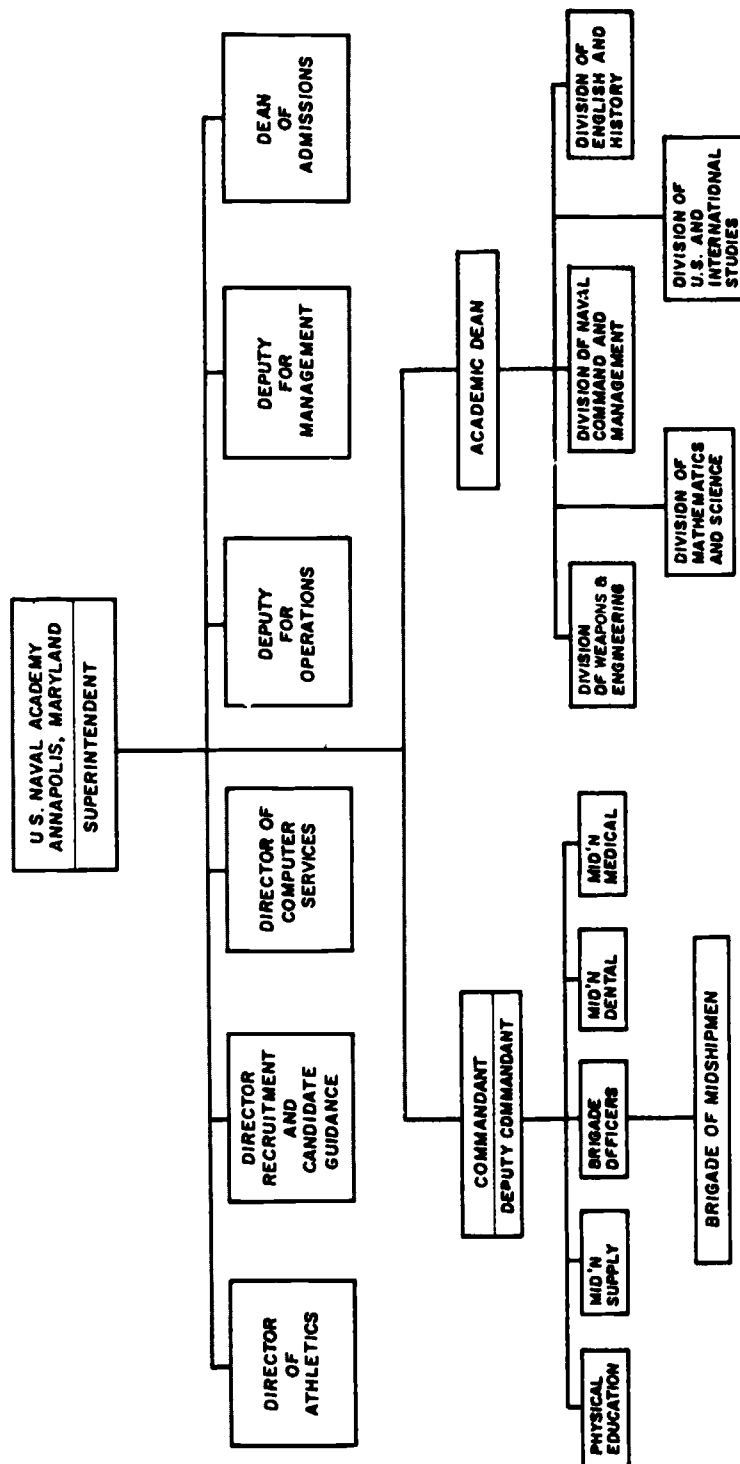 U.S. NAVAL ACADEMY
ANNAPOLIS, MARYLAND
SUPERINTENDENT
DIRECTOR
OF
ATHLETICS
DIRECTOR
RECRUITMENT
AND
CANDIDATE
GUIDANCE
DIRECTOR OF
COMPUTER
SERVICES
DEPUTY
FOR
OPERATIONS
DEPUTY
FOR
MANAGEMENT
DEAN
OF
ADMISSIONS
COMMANDANT
DEPUTY COMMANDANT
ACADEMIC DEAN
PHYSICAL
EDUCATION
MID'N
SUPPLY
BRIGADE
OFFICERS
MID'N
DENTAL
MID'N
MEDICAL
BRIGADE OF MIDSHIPMEN
DIVISION
OF WEAPONS &
ENGINEERING
DIVISION OF
MATHEMATICS
AND SCIENCE
DIVISION OF NAVAL
COMMAND AND
MANAGEMENT
DIVISION OF
U.S. AND
INTERNATIONAL
STUDIES
DIVISION OF
ENGLISH AND
HISTORY